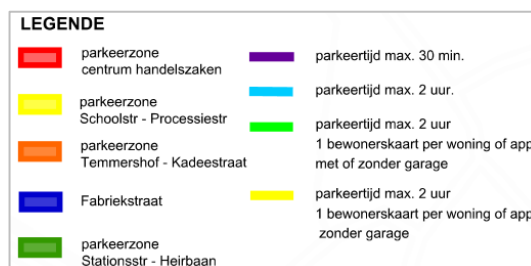 LEGENDE
parkeerzone
centrum handelszaken
parkeerzone
Schoolstr - Processiestr
parkeerzone
Temmershof - Kadeestraat
Fabriekstraat
parkeerzone
Stationsstr - Heirbaan
parkeertijd max. 30 min.
parkeertijd max. 2 uur.
parkeertijd max. 2 uur
1 bewonerskaart per woning of app
met of zonder garage
parkeertijd max. 2 uur
1 bewonerskaart per woning of app
zonder garage